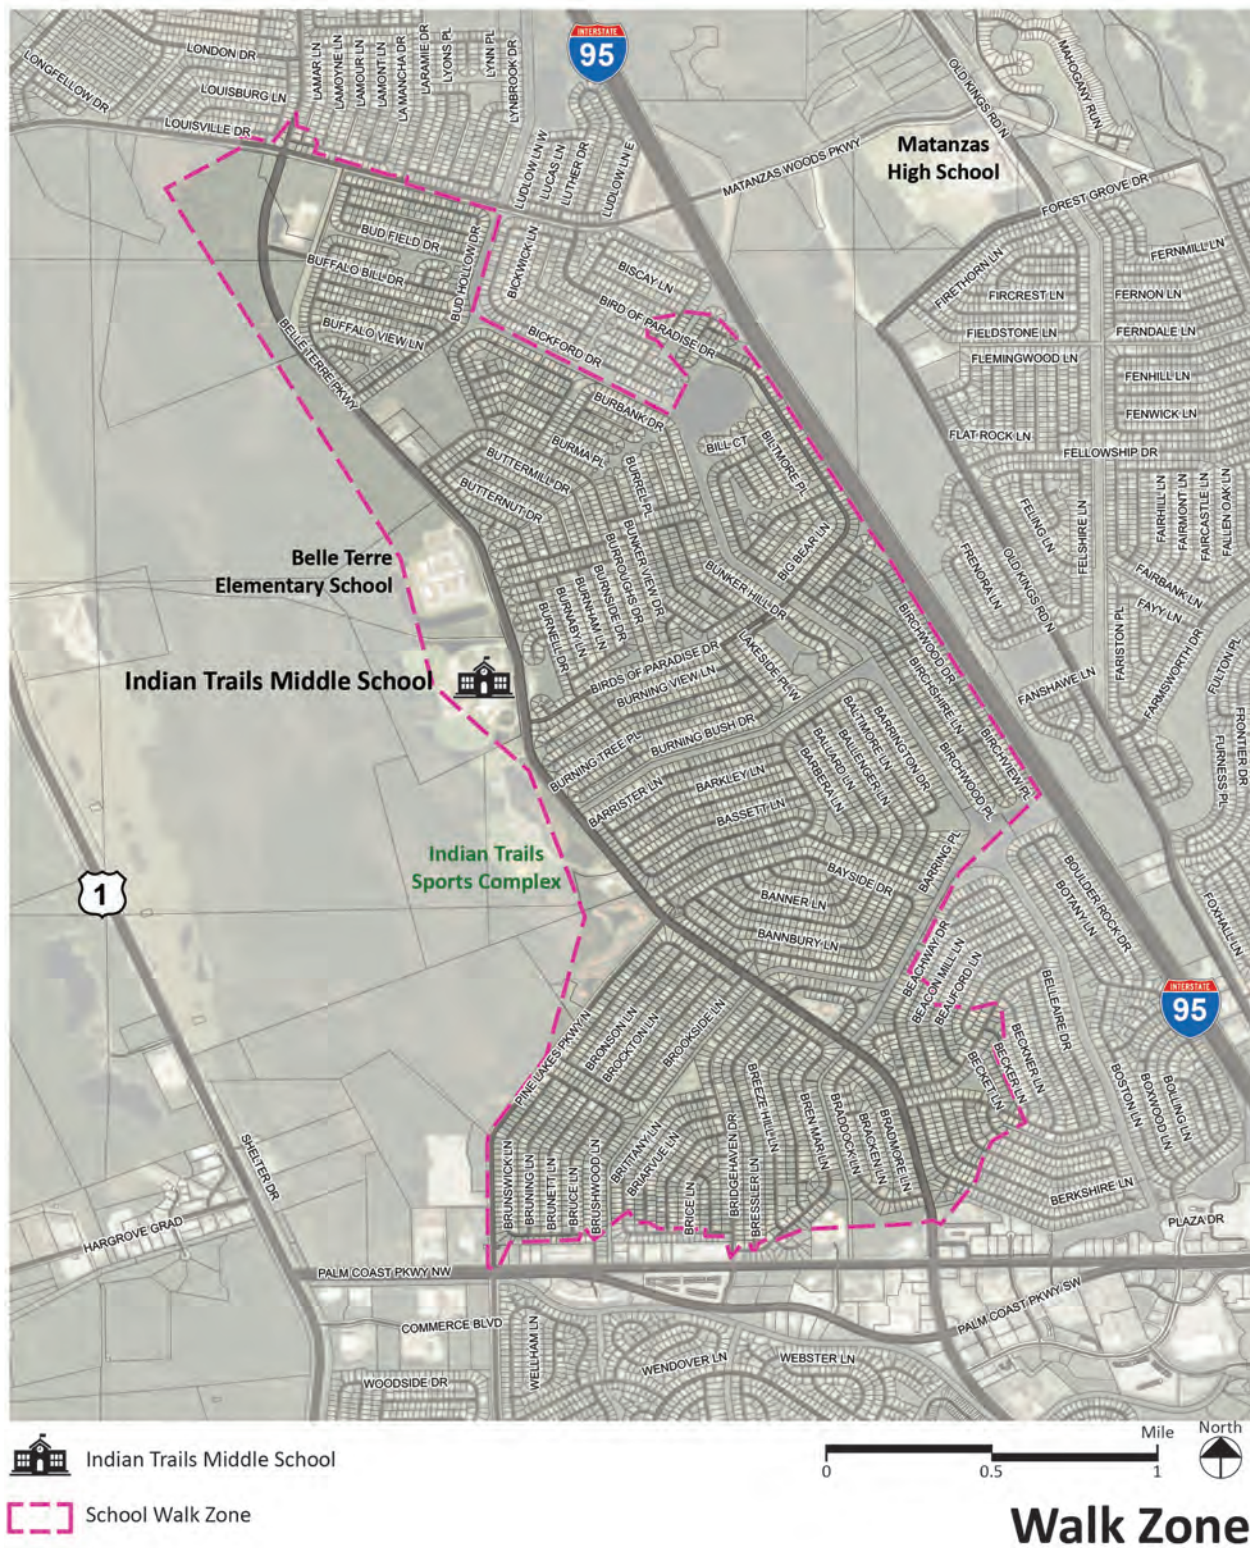 INTERSTATE
95
LONDON DR
LONGFELLOW DR
LOUISBURG LN
LOUISVILLE DR
LAMAR LN
LAMOYNE LN
LAMOUR LN
LAMONT LN
LA MANCHA DR
LARAMIE DR
LYONS PL
LYNN PL
LYNBROOK DR
LUDLOW LN W
LUCAS LN
LUTHER DR
LUDLOW LN E
MATANZAS WOODS PKWY
OLD KINGS RD N
MAHOGANY RUN
Matanzas
High School
FOREST GROVE DR
FERNMILL LN
FIRETHORN LN
FIRCREST LN
FERNON LN
FIELDSTONE LN
FERNDALE LN
FLEMINGWOOD LN
FENHILL LN
FENWICK LN
FLAT ROCK LN
FELLOWSHIP DR
FELING LN
FELSHIRE LN
FAIRHILL LN
FAIRMONT LN
FAIRCASTLE LN
FALLEN OAK LN
FRENORA LN
OLD KINGS RD N
FAIRBANK LN
FAYY LN
FARISTON PL
FARMSWORTH DR
FULTON PL
FANSHAWE LN
FRONTIER DR
FURNESS PL
FOXHALL LN
BUD FIELD DR
BUFFALO BILL DR
BUD HOLLOW DR
BUFFALO VIEW LN
BICKWICK LN
BISCAY LN
BIRD OF PARADISE DR
BICKFORD DR
BELLE TERRE PKWY
BURBANK DR
BURMA PL
BUTTERMILL DR
BUTTERNUT DR
BURREL PL
BILL CT
BILTMORE PL
BIG BEAR LN
BUNKER VIEW DR
BURROUGHS DR
BURNSIDE DR
BURNHAM LN
BURNABY LN
BURNELL DR
BUNKER HILL DR
Belle Terre
Elementary School
Indian Trails Middle School
BIRDS OF PARADISE DR
BURNING VIEW LN
LAKESIDE PL W
BIRCHWOOD DR
BIRCHSHIRE LN
BIRCHVIEW PL
BIRCHWOOD PL
BURNING BUSH DR
BURNING TREE PL
BARRISTER LN
BARKLEY LN
BASSETT LN
BARRINGTON DR
BALTIMORE LN
BALLENGER LN
BALLARD LN
BARBERA LN
BARRING PL
BAYSIDE DR
BANNER LN
BANNBURY LN
Indian Trails
Sports Complex
1
BOULDER ROCK DR
BOTANY LN
BEACHWAY DR
BEACON MILL LN
BEAUFORD LN
BELLEAIRE DR
BECKNER LN
BECKER LN
BECKET LN
INTERSTATE
95
BOSTON LN
BOXWOOD LN
BOLLING LN
PINE LAKES PKWY N
BRONSON LN
BROCKTON LN
BROOKSIDE LN
BREEZE HILL LN
BREN MAR LN
BRADDOCK LN
BRACKEN LN
BRADMORE LN
BRIDGEHAVEN DR
BRESSLER LN
BRITTANY LN
BRIARVUE LN
BRICE LN
BRUNSWICK LN
BRUNING LN
BRUNETT LN
BRUCE LN
BRUSHWOOD LN
BERKSHIRE LN
PLAZA DR
SHELTER DR
HARGROVE GRAD
PALM COAST PKWY NW
PALM COAST PKWY SW
COMMERCE BLVD
WELLHAM LN
WENDOVER LN
WEBSTER LN
WOODSIDE DR
Indian Trails Middle School
School Walk Zone
Mile
North
0
0.5
1
Walk Zone